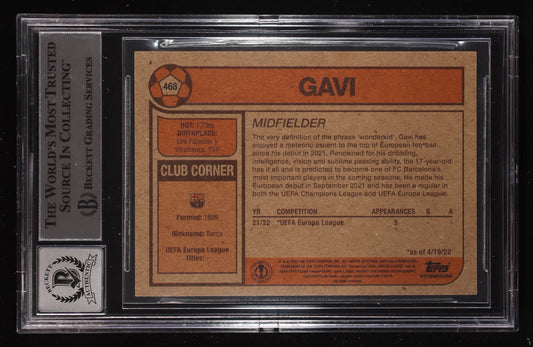 THE WORLD'S MOST TRUSTED
SOURCE IN COLLECTING™
BECKETT GRADING SERVICES
BECKETT
AUTHENTICATED
468
GAVI
HGT: 1.73m
BIRTHPLACE:
Los Palacios y
Villafranca, ESP
CLUB CORNER
Formed: 1899
Nickname: Barça
UEFA Europa League
Titles:
MIDFIELDER
The very definition of the phrase 'wonderkid', Gavi has
enjoyed a meteoric ascent to the top of European football
since his debut in 2021. Renowned for his dribbling,
intelligence, vision and sublime passing ability, the 17-year-old
has it all and is predicted to become one of FC Barcelona's
most important players in the coming seasons. He made his
European debut in September 2021 and has been a regular in
both the UEFA Champions League and UEFA Europa League.
YR COMPETITION APPEARANCES G A
21/22 *UEFA Europa League 5
*as of 4/19/22
topps